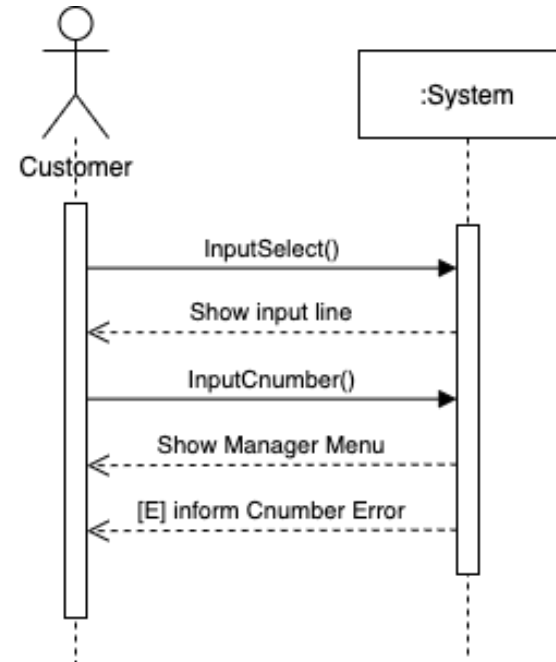 :System
Customer
InputSelect()
Show input line
InputCnumber()
Show Manager Menu
[E] inform Cnumber Error